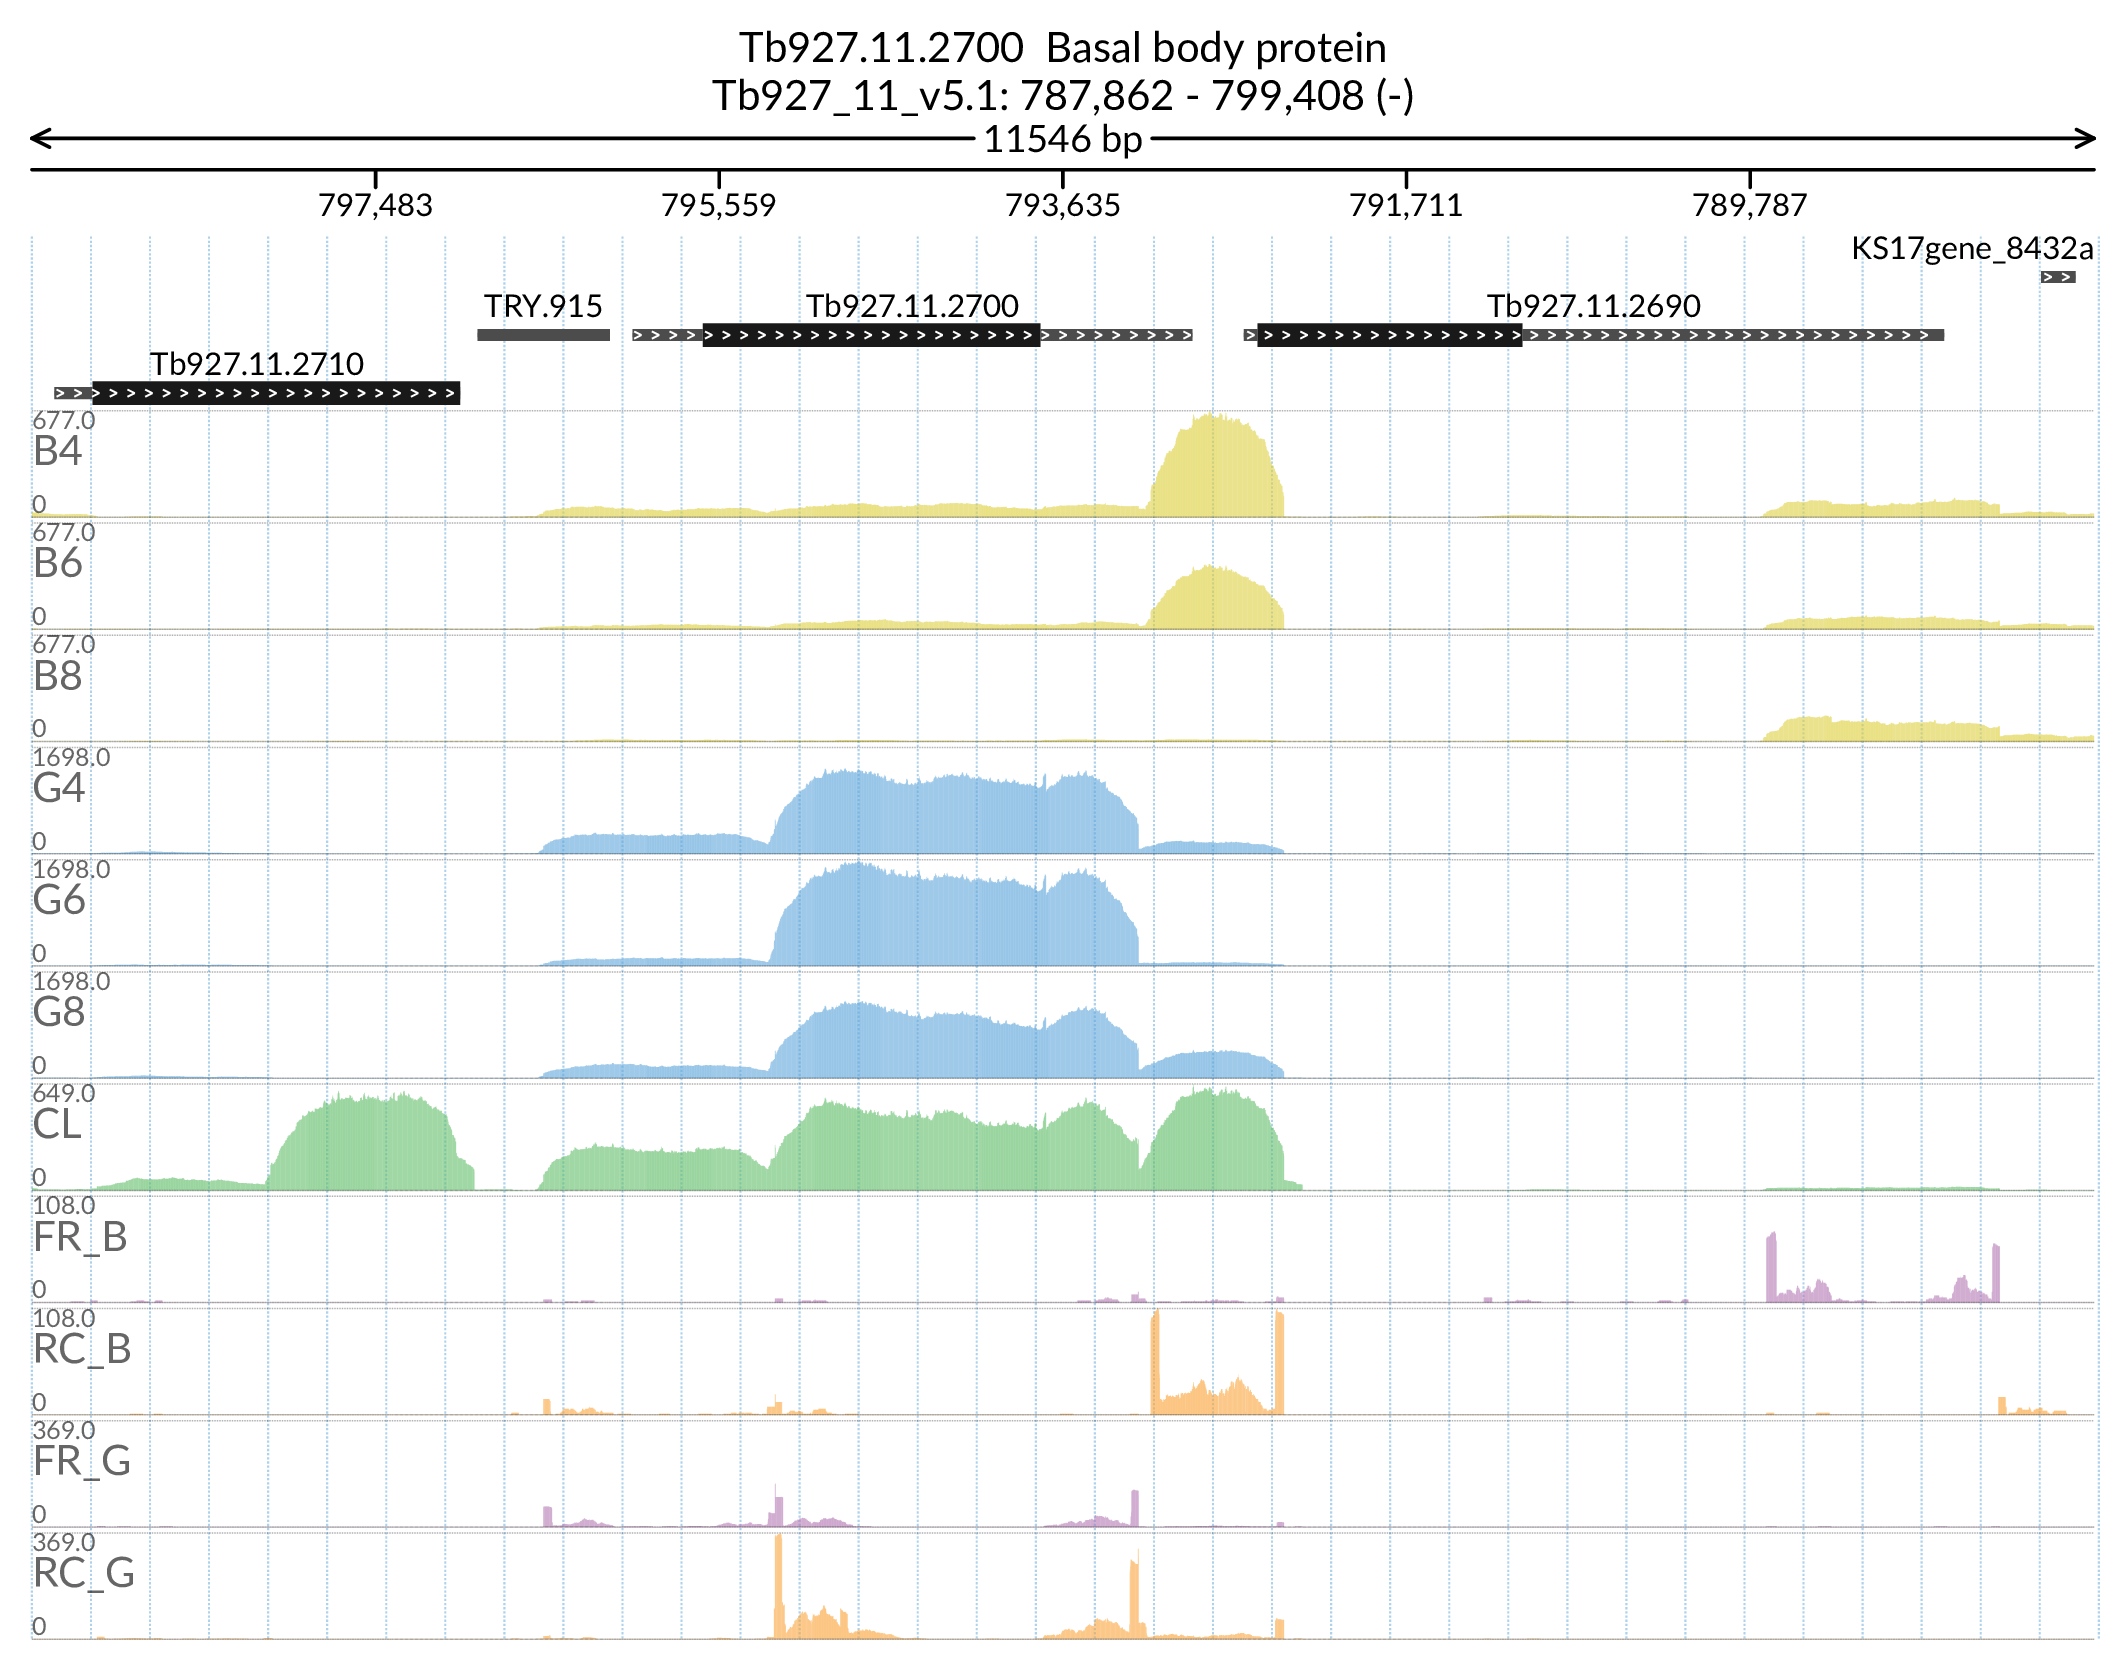 Tb927.11.2700  Basal body protein
Tb927_11_v5.1: 787,862 - 799,408 (-)
11546 bp
797,483 795,559 793,635 791,711 789,787
KS17gene_8432a
TRY.915 Tb927.11.2700 Tb927.11.2690
Tb927.11.2710
677.0
B4
0
677.0
B6
0
677.0
B8
0
1698.0
G4
0
1698.0
G6
0
1698.0
G8
0
649.0
CL
0
108.0
FR_B
0
108.0
RC_B
0
369.0
FR_G
0
369.0
RC_G
0